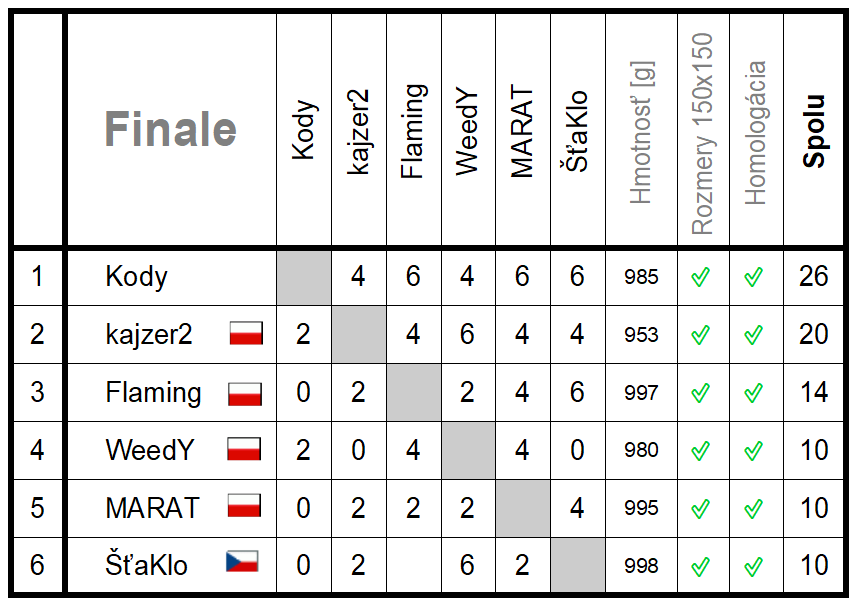 Finale Kody kajzer2 Flaming WeedY MARAT ŠťaKlo Hmotnosť [g] Rozmery 150x150 Homologácia Spolu
1 Kody 4 6 4 6 6 985 26
2 kajzer2 2 4 6 4 4 953 20
3 Flaming 0 2 2 4 6 997 14
4 WeedY 2 0 4 4 0 980 10
5 MARAT 0 2 2 2 4 995 10
6 ŠťaKlo 0 2 6 2 998 10